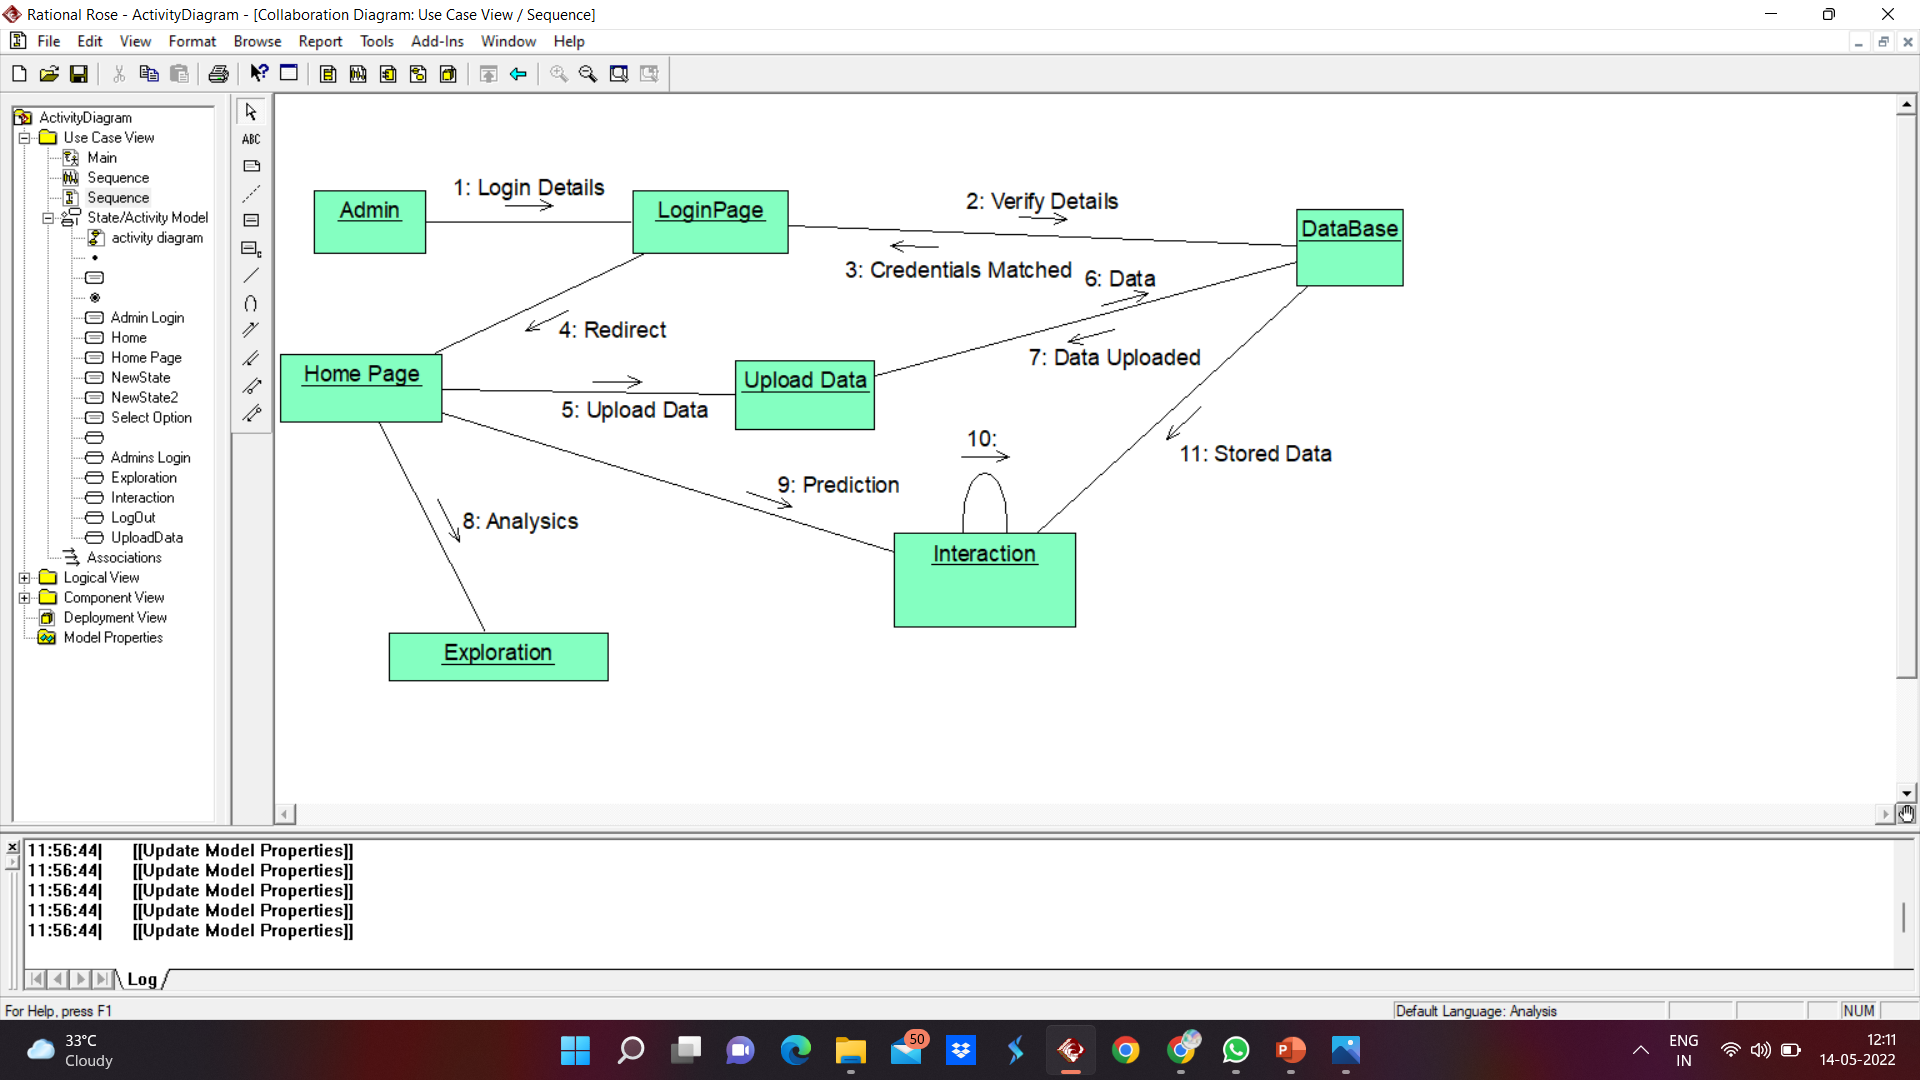 Rational Rose - ActivityDiagram - [Collaboration Diagram: Use Case View / Sequence]
File Edit View Format Browse Report Tools Add-Ins Window Help
ABC
ActivityDiagram
Use Case View
Main
Sequence
Sequence
State/Activity Model
activity diagram
Admin Login
Home
Home Page
NewState
NewState2
Select Option
Admins Login
Exploration
Interaction
LogOut
UploadData
Associations
Logical View
Component View
Deployment View
Model Properties
Admin
1: Login Details
LoginPage
2: Verify Details
DataBase
3: Credentials Matched
6: Data
4: Redirect
7: Data Uploaded
Home Page
Upload Data
5: Upload Data
10:
11: Stored Data
9: Prediction
8: Analysics
Interaction
Exploration
11:56:44| [[Update Model Properties]]
11:56:44| [[Update Model Properties]]
11:56:44| [[Update Model Properties]]
11:56:44| [[Update Model Properties]]
11:56:44| [[Update Model Properties]]
Log
For Help, press F1
Default Language: Analysis
NUM
33°C
Cloudy
50
ENG
IN
12:11
14-05-2022